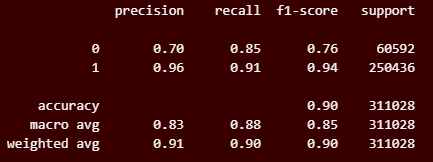 precision recall f1-score support
0 0.70 0.85 0.76 60592
1 0.96 0.91 0.94 250436
accuracy 0.90 311028
macro avg 0.83 0.88 0.85 311028
weighted avg 0.91 0.90 0.90 311028